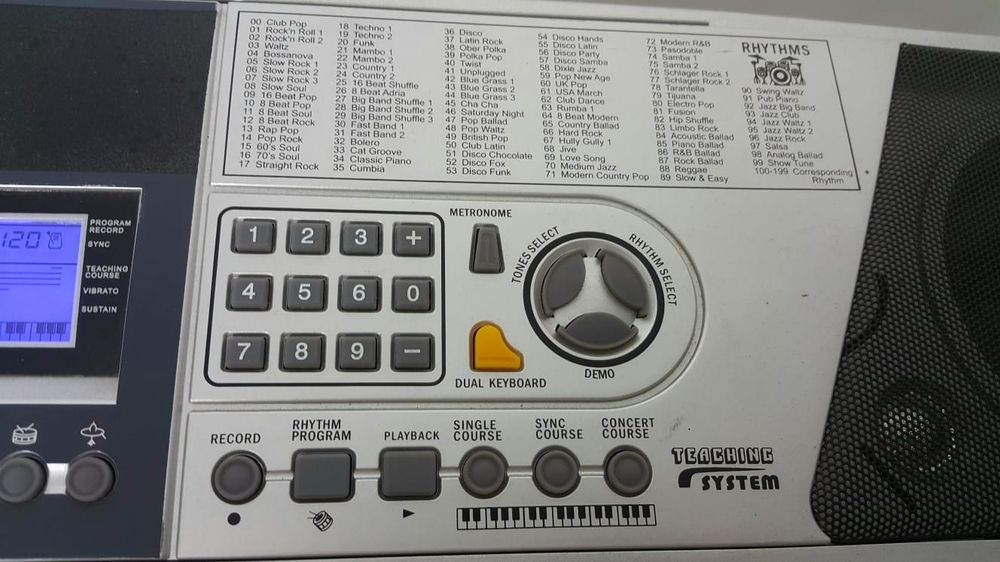 00 Club Pop
01 Rock'n Roll 1
02 Rock'n Roll 2
03 Waltz
04 Bossanova
05 Slow Rock 1
06 Slow Rock 2
07 Slow Rock 3
08 Slow Soul
09 16 Beat Pop
10 8 Beat Pop
11 8 Beat Soul
12 8 Beat Rock
13 Rap Pop
14 Pop Rock
15 60's Soul
16 70's Soul
17 Straight Rock
18 Techno 1
19 Techno 2
20 Funk
21 Mambo 1
22 Mambo 2
23 Country 1
24 Country 2
25 16 Beat Shuffle
26 8 Beat Adria
27 Big Band Shuffle 1
28 Big Band Shuffle 2
29 Big Band Shuffle 3
30 Fast Band 1
31 Fast Band 2
32 Bolero
33 Cat Groove
34 Classic Piano
35 Cumbia
36 Disco
37 Latin Rock
38 Ober Polka
39 Polka Pop
40 Twist
41 Unplugged
42 Blue Grass 1
43 Blue Grass 2
44 Blue Grass 3
45 Cha Cha
46 Saturday Night
47 Pop Ballad
48 Pop Waltz
49 British Pop
50 Club Latin
51 Disco Chocolate
52 Disco Fox
53 Disco Funk
54 Disco Hands
55 Disco Latin
56 Disco Party
57 Disco Samba
58 Dixie Jazz
59 Pop New Age
60 UK Pop
61 USA March
62 Club Dance
63 Rumba 1
64 8 Beat Modern
65 Country Ballad
66 Hard Rock
67 Hully Gully 1
68 Jive
69 Love Song
70 Medium Jazz
71 Modern Country Pop
72 Modern R&B
73 Pasodoble
74 Samba 1
75 Samba 2
76 Schlager Rock 1
77 Schlager Rock 2
78 Tarantella
79 Tijuana
80 Electro Pop
81 Fusion
82 Hip Shuffle
83 Limbo Rock
84 Acoustic Ballad
85 Piano Ballad
86 R&B Ballad
87 Rock Ballad
88 Reggae
89 Slow & Easy
RHYTHMS
90 Swing Waltz
91 Pub Piano
92 Jazz Big Band
93 Jazz Club
94 Jazz Waltz 1
95 Jazz Waltz 2
96 Jazz Rock
97 Salsa
98 Analog Ballad
99 Show Tune
100-199 Corresponding
Rhythm
120
PROGRAM
RECORD
SYNC
TEACHING
COURSE
VIBRATO
SUSTAIN
1 2 3 +
4 5 6 0
7 8 9 −
METRONOME
DUAL KEYBOARD
TONES SELECT
RHYTHM SELECT
DEMO
RECORD
RHYTHM
PROGRAM
PLAYBACK
SINGLE
COURSE
SYNC
COURSE
CONCERT
COURSE
TEACHING
SYSTEM